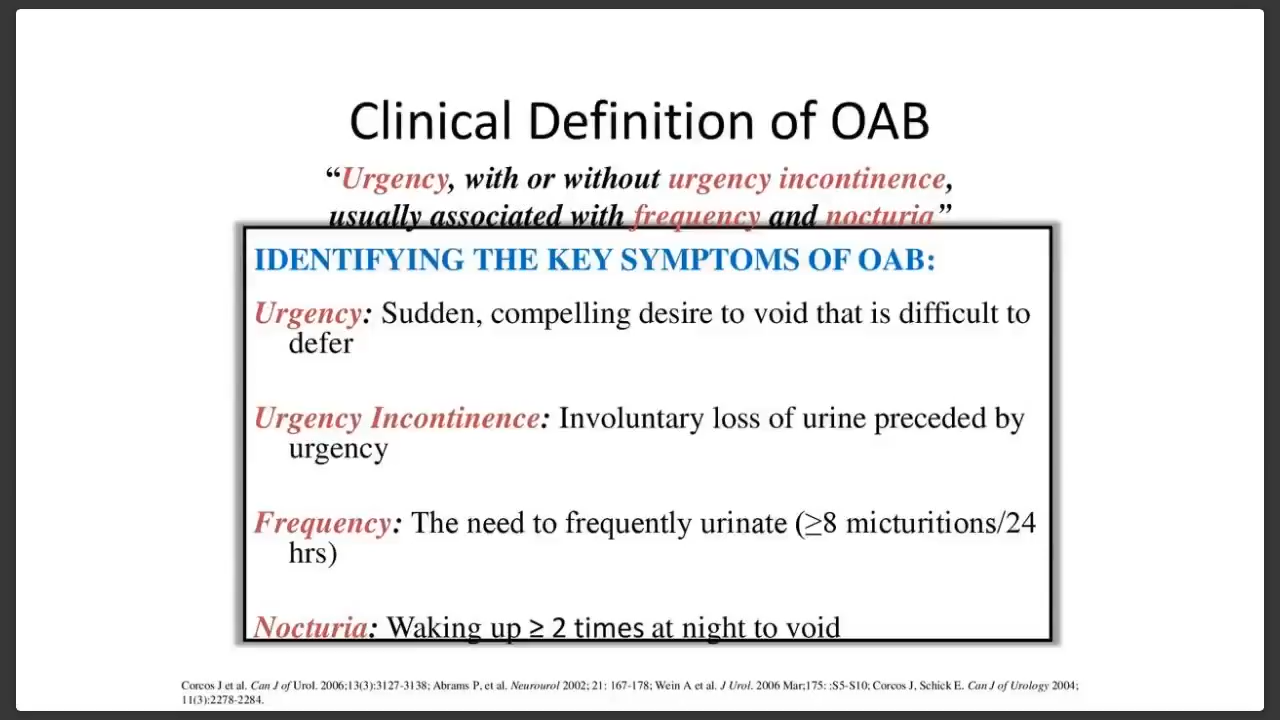 Clinical Definition of OAB
“Urgency, with or without urgency incontinence,
usually associated with frequency and nocturia”
IDENTIFYING THE KEY SYMPTOMS OF OAB:
Urgency: Sudden, compelling desire to void that is difficult to
defer
Urgency Incontinence: Involuntary loss of urine preceded by
urgency
Frequency: The need to frequently urinate (≥8 micturitions/24
hrs)
Nocturia: Waking up ≥ 2 times at night to void
Corcos J et al. Can J of Urol. 2006;13(3):3127-3138; Abrams P, et al. Neurourol 2002; 21: 167-178; Wein A et al. J Urol. 2006 Mar;175: :S5-S10; Corcos J, Schick E. Can J of Urology 2004;
11(3):2278-2284.